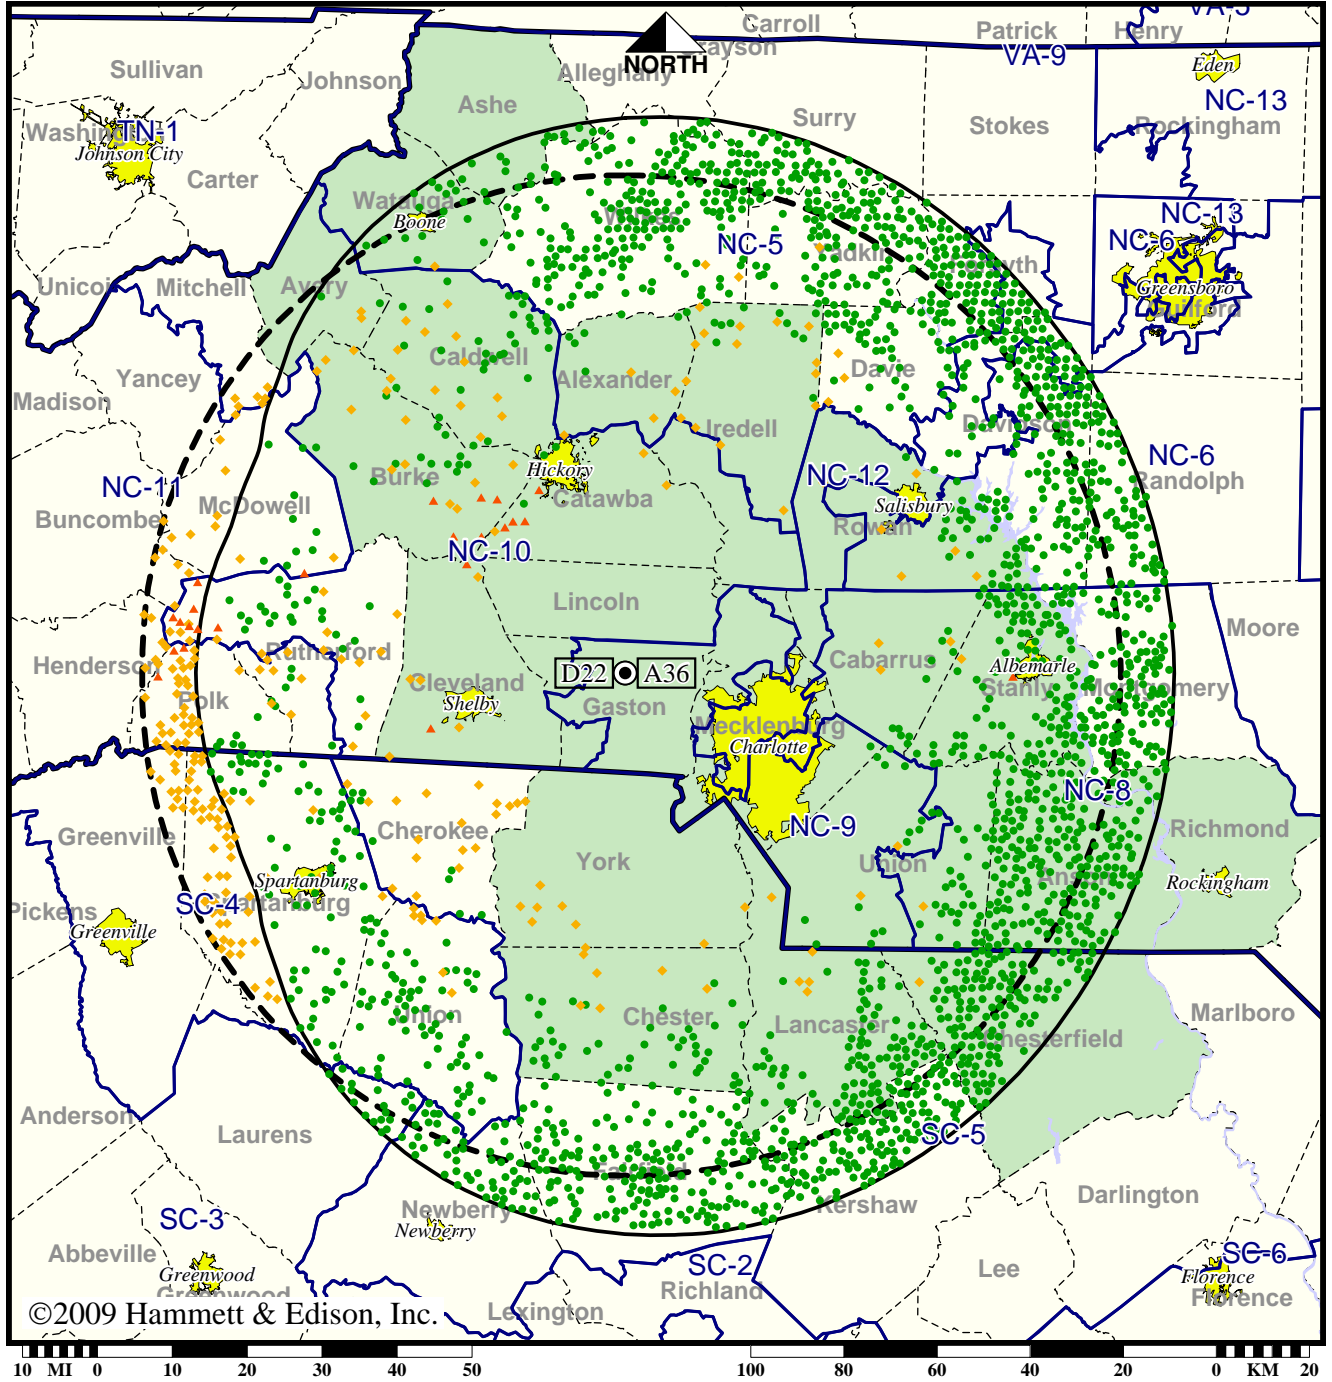 VA-5
Carroll
Patrick
Henry
Grayson
NORTH
VA-9
Sullivan
Johnson
Alleghany
Eden
Ashe
Surry
NC-13
Stokes
Rockingham
Washington
TN-1
Johnson City
Carter
Watauga
Boone
Wilkes
NC-5
NC-13
NC-6
Yadkin
Forsyth
Unicoi
Mitchell
Avery
Greensboro
Guilford
Caldwell
Yancey
Alexander
Davie
Madison
Iredell
Davidson
NC-6
Hickory
Burke
NC-12
Randolph
NC-11
Catawba
McDowell
Salisbury
Buncombe
Rowan
NC-10
Lincoln
Moore
Henderson
Rutherford
D22
A36
Cabarrus
Albemarle
Cleveland
Stanly
Montgomery
Polk
Shelby
Gaston
Mecklenburg
Charlotte
NC-8
Greenville
Cherokee
NC-9
Richmond
York
Union
Anson
Spartanburg
Rockingham
SC-4
Spartanburg
Pickens
Greenville
Union
Chester
Lancaster
Marlboro
Chesterfield
Anderson
Laurens
SC-5
Fairfield
Darlington
Newberry
Kershaw
SC-3
Newberry
Abbeville
SC-2
SC-6
Greenwood
Lee
Florence
Greenwood
Richland
Florence
Lexington
©2009 Hammett & Edison, Inc.
10 MI 0 10 20 30 40 50
100 80 60 40 20 0 KM 20